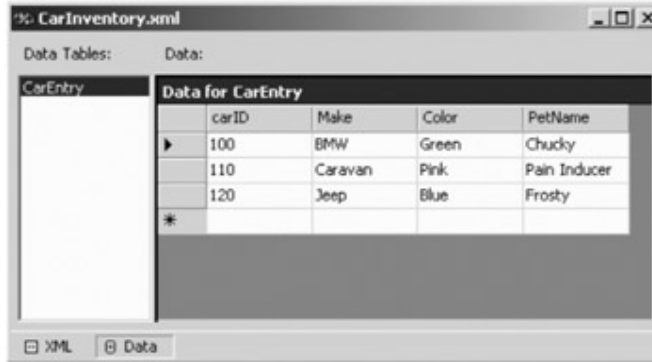 CarInventory.xml
Data Tables: Data:
CarEntry
Data for CarEntry
carID Make Color PetName
100 BMW Green Chucky
110 Caravan Pink Pain Inducer
120 Jeep Blue Frosty
XML Data